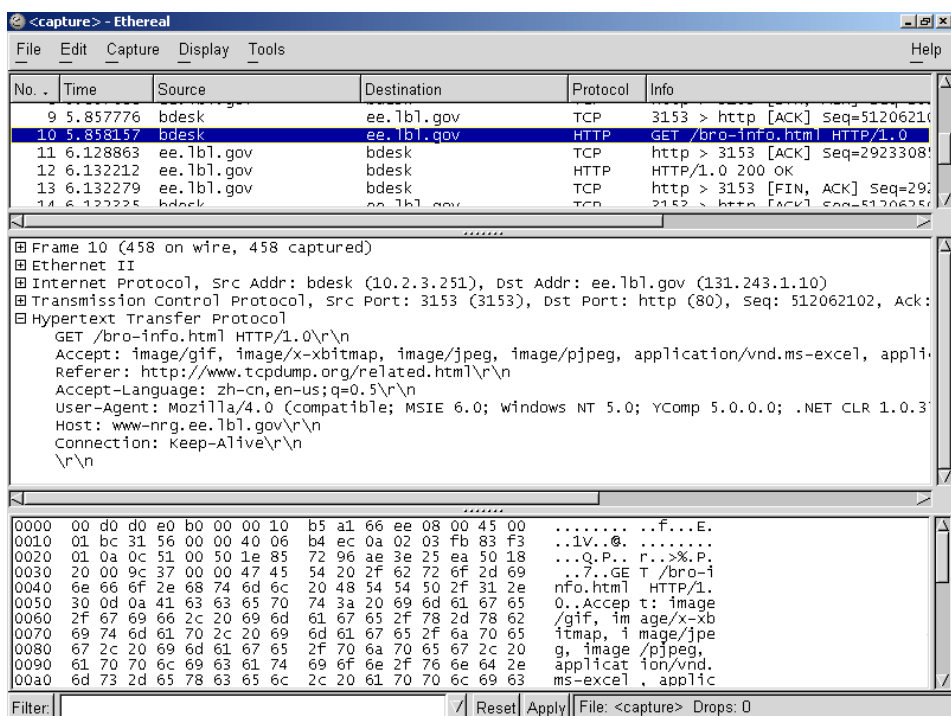 <capture> - Ethereal
File Edit Capture Display Tools Help
No. Time Source Destination Protocol Info
9 5.857776 bdesk ee.lbl.gov TCP 3153 > http [ACK] Seq=51206210
10 5.858157 bdesk ee.lbl.gov HTTP GET /bro-info.html HTTP/1.0
11 6.128863 ee.lbl.gov bdesk TCP http > 3153 [ACK] Seq=29233085
12 6.132212 ee.lbl.gov bdesk HTTP HTTP/1.0 200 OK
13 6.132279 ee.lbl.gov bdesk TCP http > 3153 [FIN, ACK] Seq=292
14 6.132335 bdesk ee.lbl.gov TCP 3153 > http [ACK] Seq=51206250
Frame 10 (458 on wire, 458 captured)
Ethernet II
Internet Protocol, Src Addr: bdesk (10.2.3.251), Dst Addr: ee.lbl.gov (131.243.1.10)
Transmission Control Protocol, Src Port: 3153 (3153), Dst Port: http (80), Seq: 512062102, Ack:
Hypertext Transfer Protocol
GET /bro-info.html HTTP/1.0\r\n
Accept: image/gif, image/x-xbitmap, image/jpeg, image/pjpeg, application/vnd.ms-excel, appli
Referer: http://www.tcpdump.org/related.html\r\n
Accept-Language: zh-cn,en-us;q=0.5\r\n
User-Agent: Mozilla/4.0 (compatible; MSIE 6.0; Windows NT 5.0; YComp 5.0.0.0; .NET CLR 1.0.3
Host: www-nrg.ee.lbl.gov\r\n
Connection: Keep-Alive\r\n
\r\n
0000 00 d0 d0 e0 b0 00 00 10 b5 a1 66 ee 08 00 45 00 ........ ..f...E.
0010 01 bc 31 56 00 00 40 06 b4 ec 0a 02 03 fb 83 f3 ..1V..@. ........
0020 01 0a 0c 51 00 50 1e 85 72 96 ae 3e 25 ea 50 18 ...Q.P.. r..>%.P.
0030 20 00 9c 37 00 00 47 45 54 20 2f 62 72 6f 2d 69 ..7..GE T /bro-i
0040 6e 66 6f 2e 68 74 6d 6c 20 48 54 54 50 2f 31 2e nfo.html HTTP/1.
0050 30 0d 0a 41 63 63 65 70 74 3a 20 69 6d 61 67 65 0..Accep t: image
0060 2f 67 69 66 2c 20 69 6d 61 67 65 2f 78 2d 78 62 /gif, im age/x-xb
0070 69 74 6d 61 70 2c 20 69 6d 61 67 65 2f 6a 70 65 itmap, i mage/jpe
0080 67 2c 20 69 6d 61 67 65 2f 70 6a 70 65 67 2c 20 g, image /pjpeg,
0090 61 70 70 6c 69 63 61 74 69 6f 6e 2f 76 6e 64 2e applicat ion/vnd.
00a0 6d 73 2d 65 78 63 65 6c 2c 20 61 70 70 6c 69 63 ms-excel , applic
Filter: Reset Apply File: <capture> Drops: 0